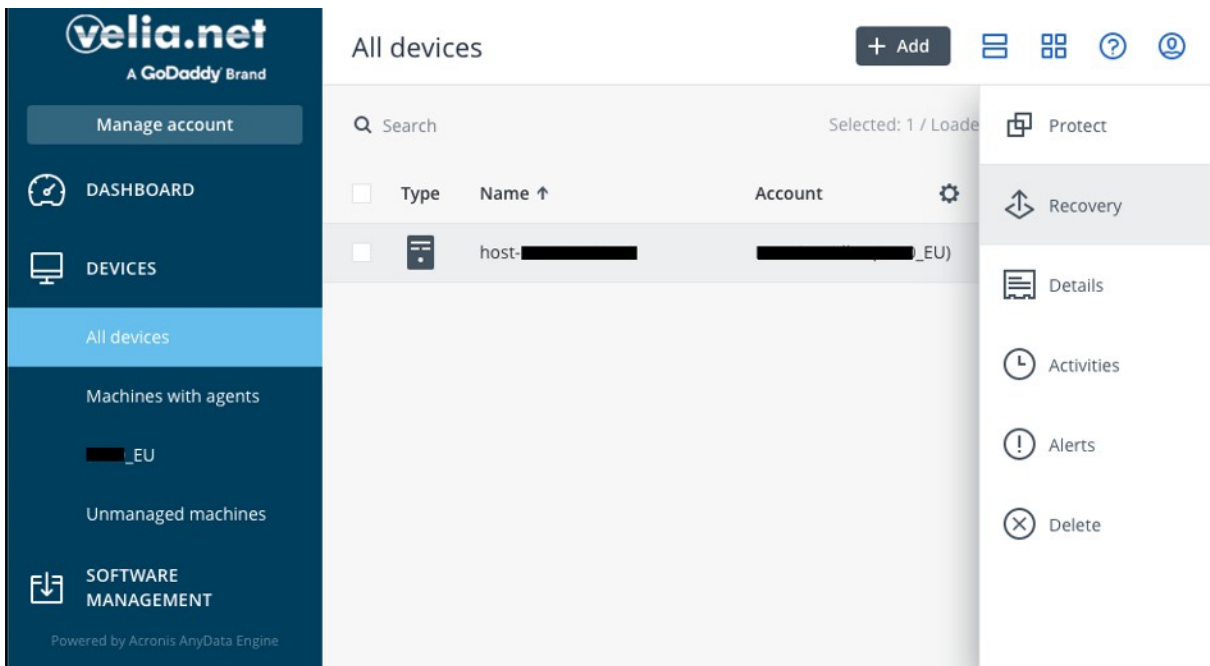 velia.net
A GoDaddy Brand
Manage account
DASHBOARD
DEVICES
All devices
Machines with agents
_EU
Unmanaged machines
SOFTWARE
MANAGEMENT
Powered by Acronis AnyData Engine
All devices
+ Add
Search
Selected: 1 / Loade
Type Name ↑ Account
host- _EU)
Protect
Recovery
Details
Activities
Alerts
Delete